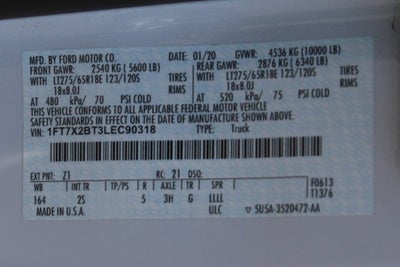 MFD. BY FORD MOTOR CO. 01/20 GVWR: 4536 KG (10000 LB)
FRONT GAWR: 2540 KG ( 5600 LB) REAR GAWR: 2876 KG ( 6340 LB)
WITH LT275/65R18E 123/120S TIRES WITH LT275/65R18E 123/120S TIRES
18x8.0J RIMS 18x8.0J RIMS
AT 480 kPa/ 70 PSI COLD AT 520 kPa/ 75 PSI COLD
THIS VEHICLE CONFORMS TO ALL APPLICABLE FEDERAL MOTOR VEHICLE
SAFETY STANDARDS IN EFFECT ON THE DATE OF MANUFACTURE SHOWN ABOVE.
VIN: 1FT7X2BT3LEC90318 TYPE: Truck
EXT PNT: Z1 RC: 21 DSO:
WB INT TR TP/PS R AXLE TR SPR F0613
164 2S 5 3H G LLLL T1376
MADE IN U.S.A. ULC 5USA-3520472-AA